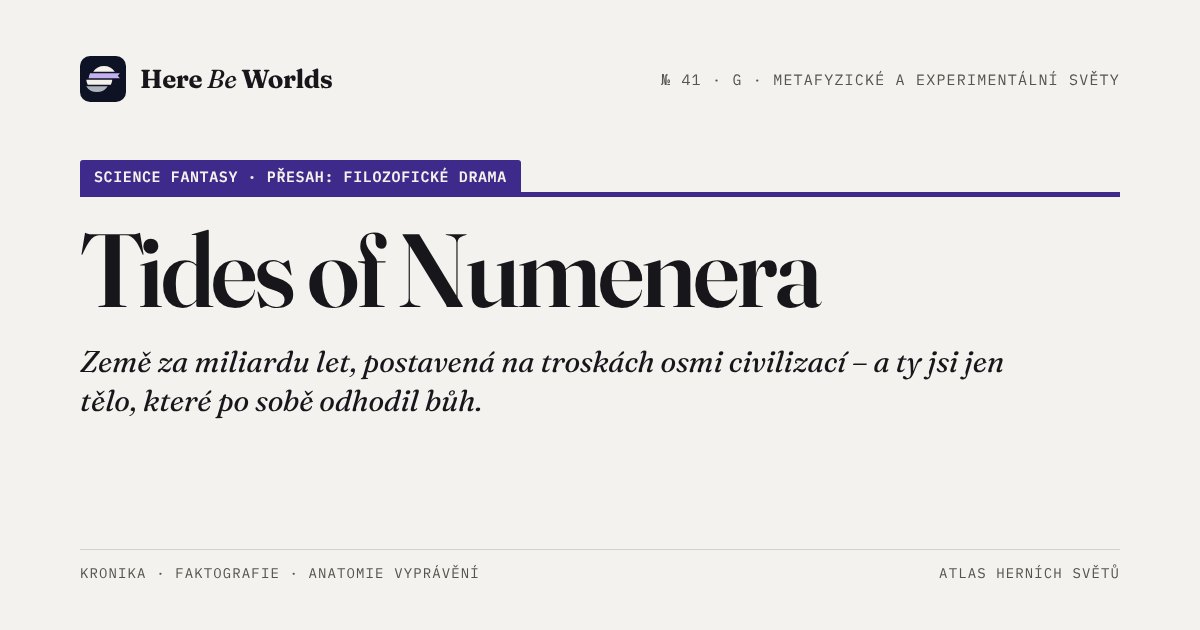 Here Be Worlds
№ 41 · G · METAFYZICKÉ A EXPERIMENTÁLNÍ SVĚTY
SCIENCE FANTASY · PŘESAH: FILOZOFICKÉ DRAMA
Tides of Numenera
Země za miliardu let, postavená na troskách osmi civilizací – a ty jsi jen
tělo, které po sobě odhodil bůh.
KRONIKA · FAKTOGRAFIE · ANATOMIE VYPRÁVĚNÍ
ATLAS HERNÍCH SVĚTŮ